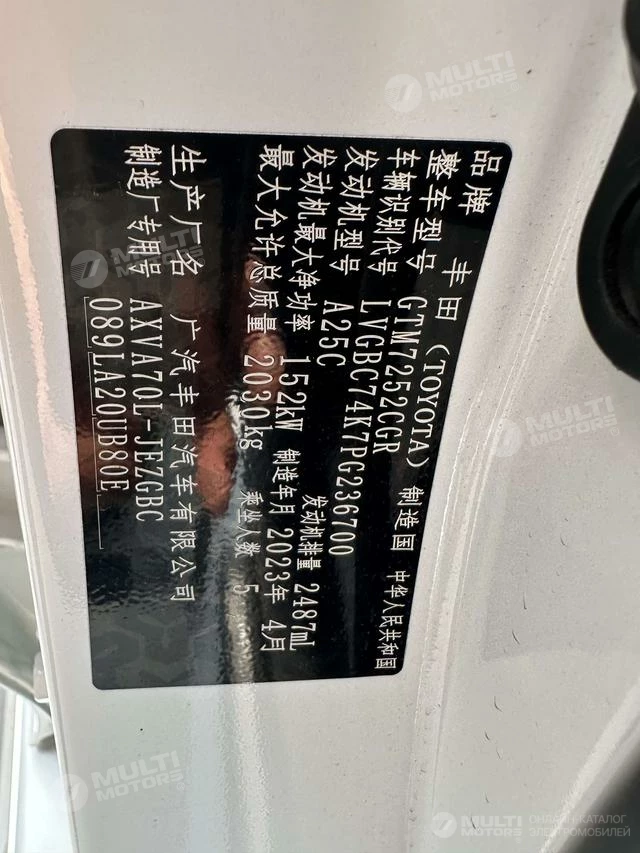 品牌 丰田（TOYOTA） 制造国 中华人民共和国
整车型号 GTM7252CGR
车辆识别代号 LVGBC74K7PG236700
发动机型号 A25C 发动机排量 2487mL
发动机最大净功率 152kW 制造年月 2023年 4月
最大允许总质量 2030kg 乘坐人数 5
生产厂名 广汽丰田汽车有限公司
制造厂专用号 AXVA70L-JEZGBC
089LA20UB80E
MULTI
MOTORS
MULTI
MOTORS
MULTI
MOTORS
MULTI
MOTORS
MULTI
MOTORS
ОНЛАЙН-КАТАЛОГ
ЭЛЕКТРОМОБИЛЕЙ